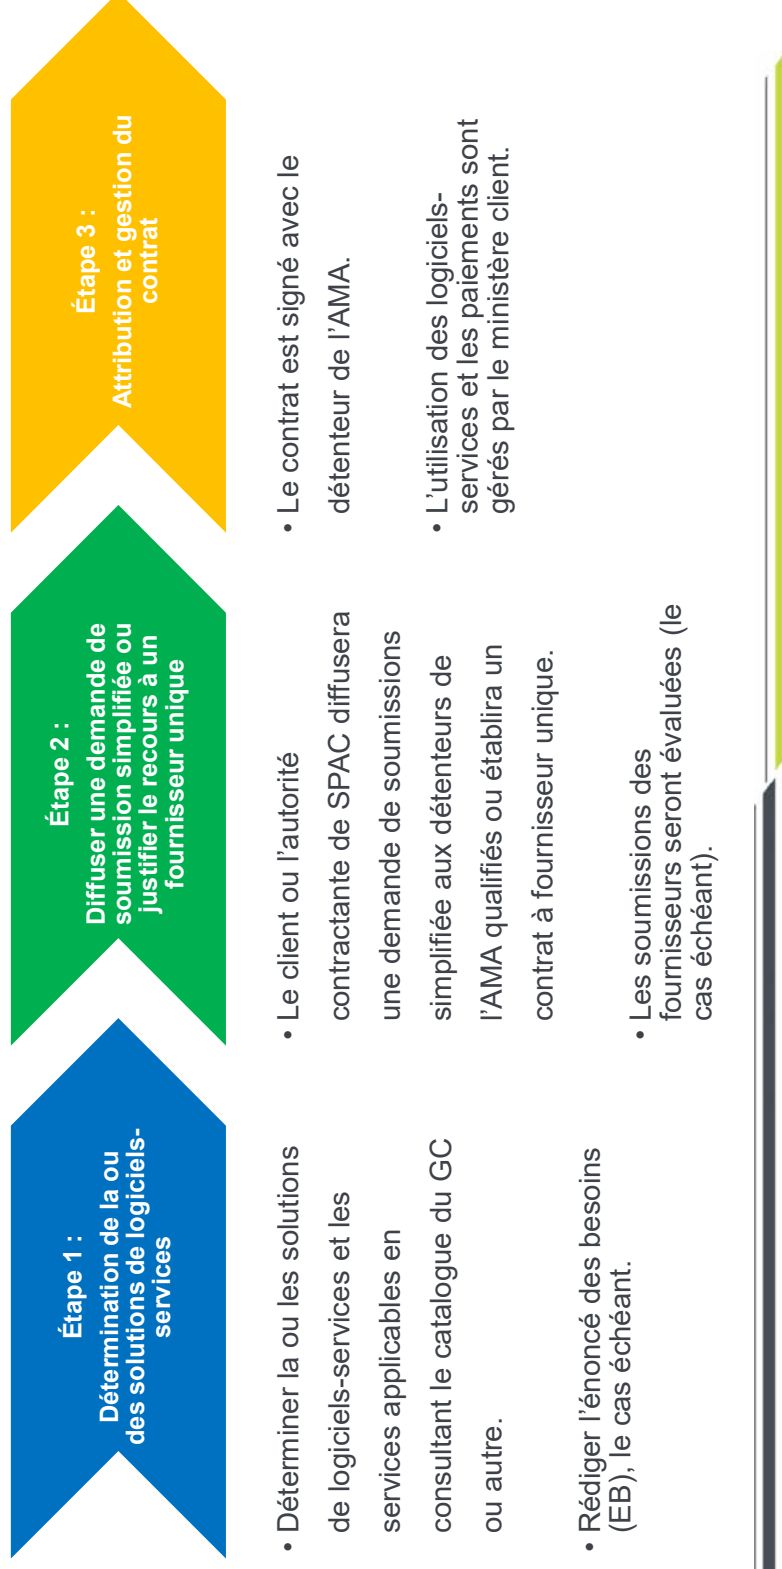 Étape 1 :
Détermination de la ou
des solutions de logiciels-
services
• Déterminer la ou les solutions
de logiciels-services et les
services applicables en
consultant le catalogue du GC
ou autre.
• Rédiger l’énoncé des besoins
(EB), le cas échéant.
Étape 2 :
Diffuser une demande de
soumission simplifiée ou
justifier le recours à un
fournisseur unique
• Le client ou l’autorité
contractante de SPAC diffusera
une demande de soumissions
simplifiée aux détenteurs de
l’AMA qualifiés ou établira un
contrat à fournisseur unique.
• Les soumissions des
fournisseurs seront évaluées (le
cas échéant).
Étape 3 :
Attribution et gestion du
contrat
• Le contrat est signé avec le
détenteur de l’AMA.
• L’utilisation des logiciels-
services et les paiements sont
gérés par le ministère client.